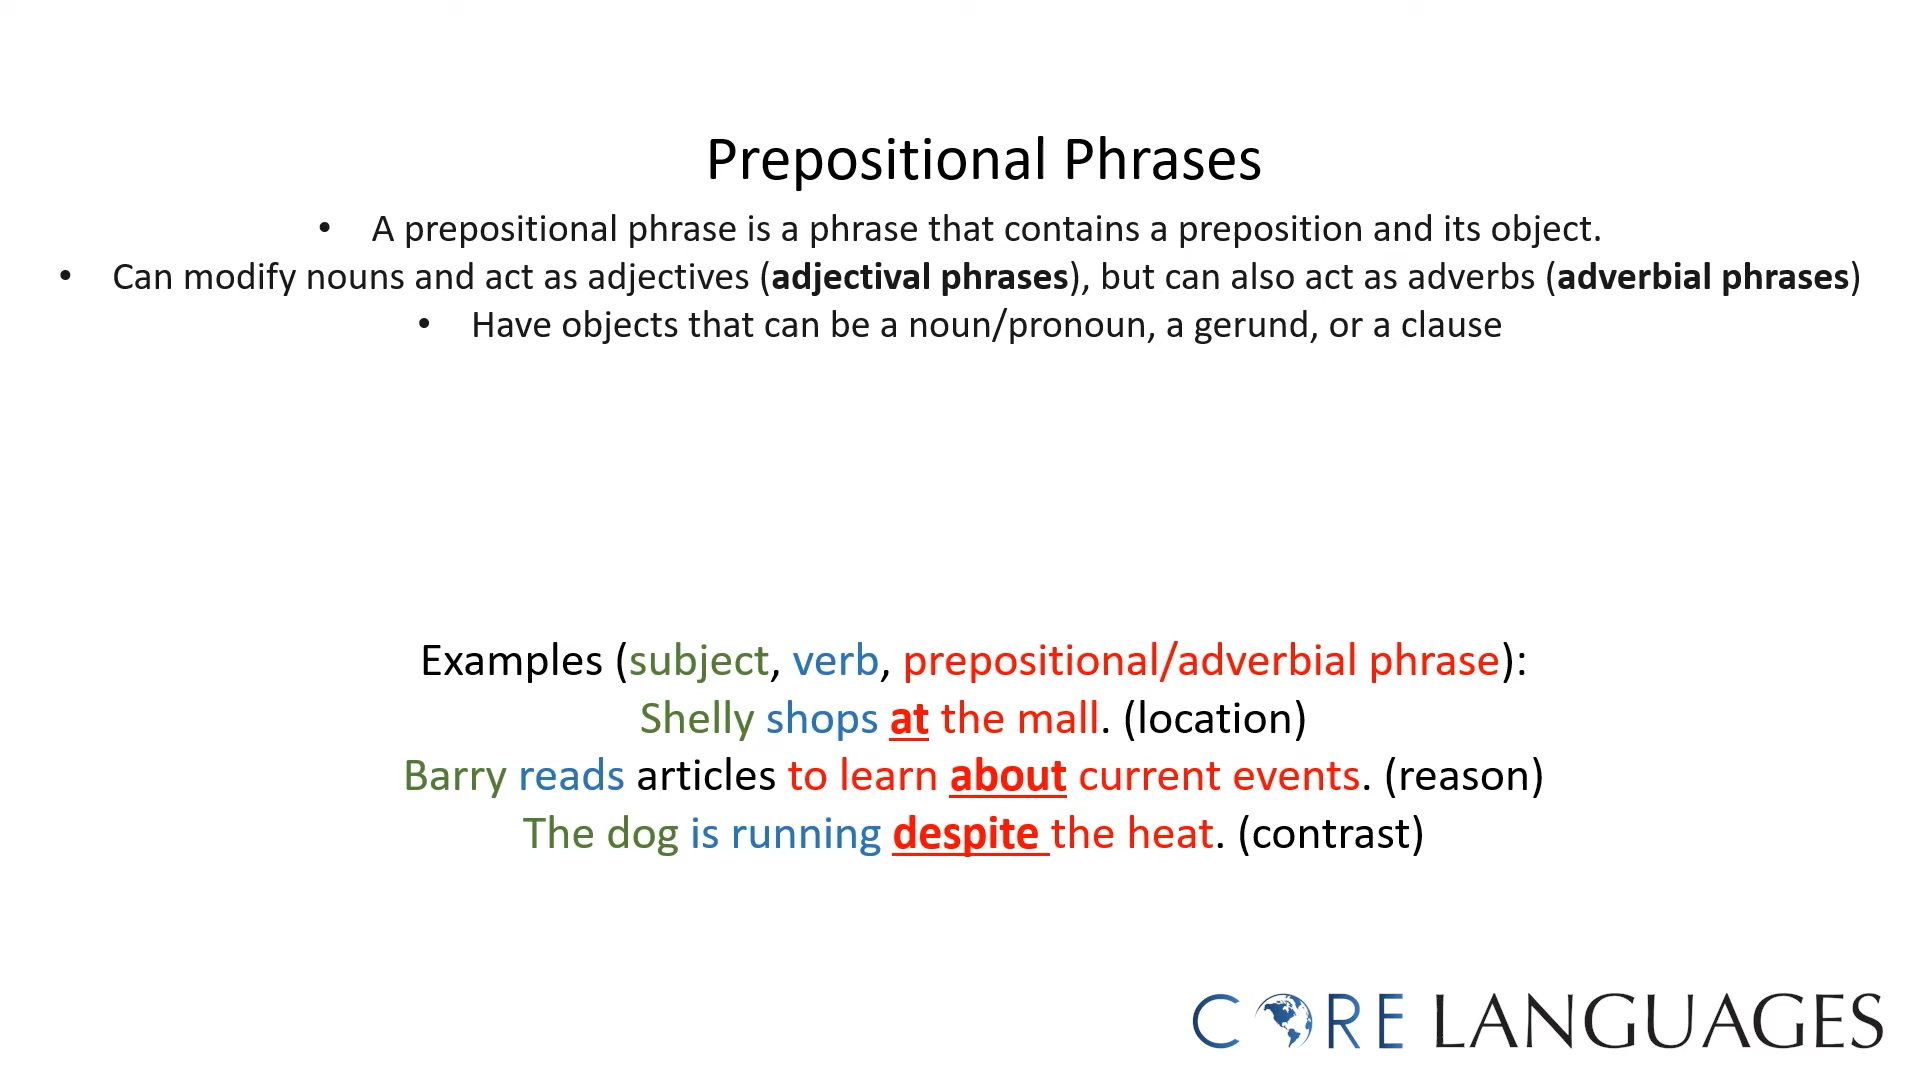 Prepositional Phrases
• A prepositional phrase is a phrase that contains a preposition and its object.
• Can modify nouns and act as adjectives (adjectival phrases), but can also act as adverbs (adverbial phrases)
• Have objects that can be a noun/pronoun, a gerund, or a clause
Examples (subject, verb, prepositional/adverbial phrase):
Shelly shops at the mall. (location)
Barry reads articles to learn about current events. (reason)
The dog is running despite the heat. (contrast)
CORE LANGUAGES